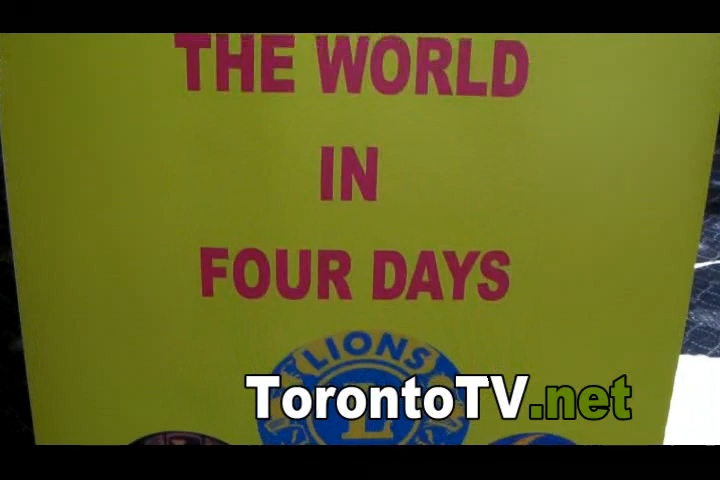 THE WORLD
IN
FOUR DAYS
LIONS
L
TorontoTV.net